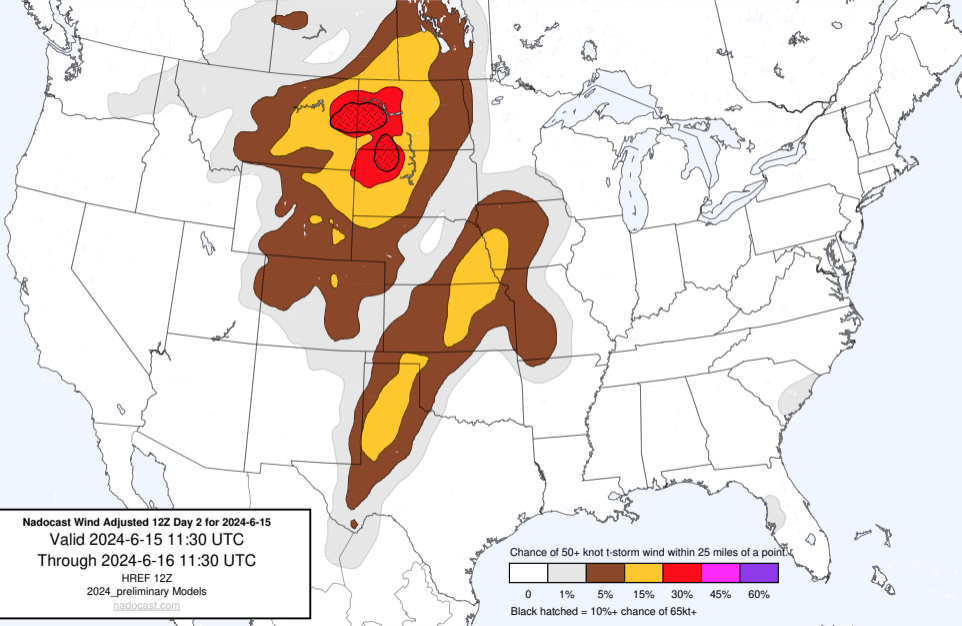 Nadocast Wind Adjusted 12Z Day 2 for 2024-6-15
Valid 2024-6-15 11:30 UTC
Through 2024-6-16 11:30 UTC
HREF 12Z
2024_preliminary Models
nadocast.com
Chance of 50+ knot t-storm wind within 25 miles of a point.
0 1% 5% 15% 30% 45% 60%
Black hatched = 10%+ chance of 65kt+